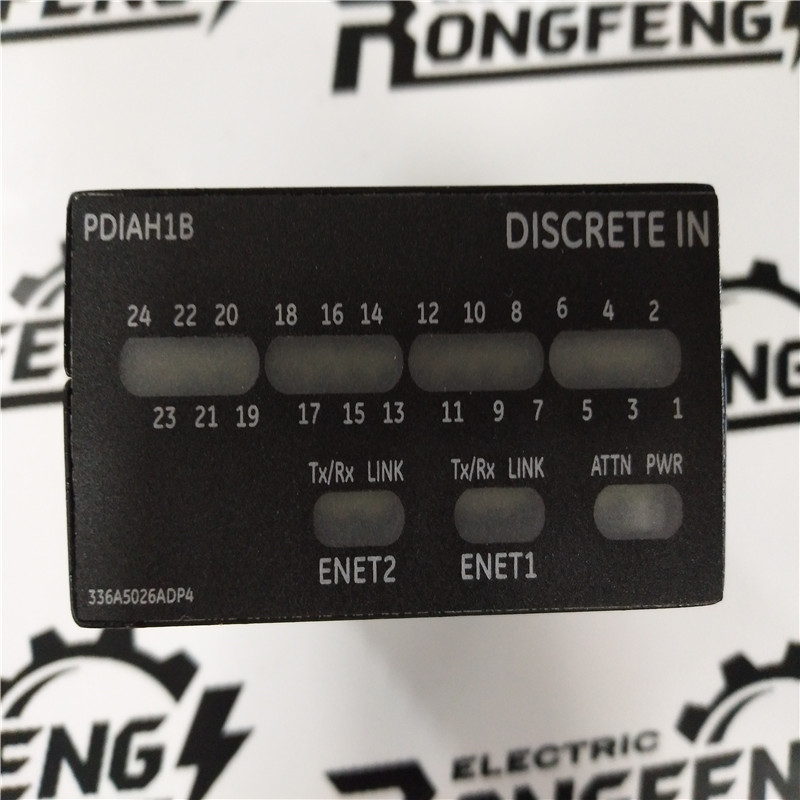 RONGFENG
PDIAH1B DISCRETE IN
24 22 20 18 16 14 12 10 8 6 4 2
23 21 19 17 15 13 11 9 7 5 3 1
Tx/Rx LINK Tx/Rx LINK ATTN PWR
ENET2 ENET1
336A5026ADP4
ELECTRIC
RONGFENG